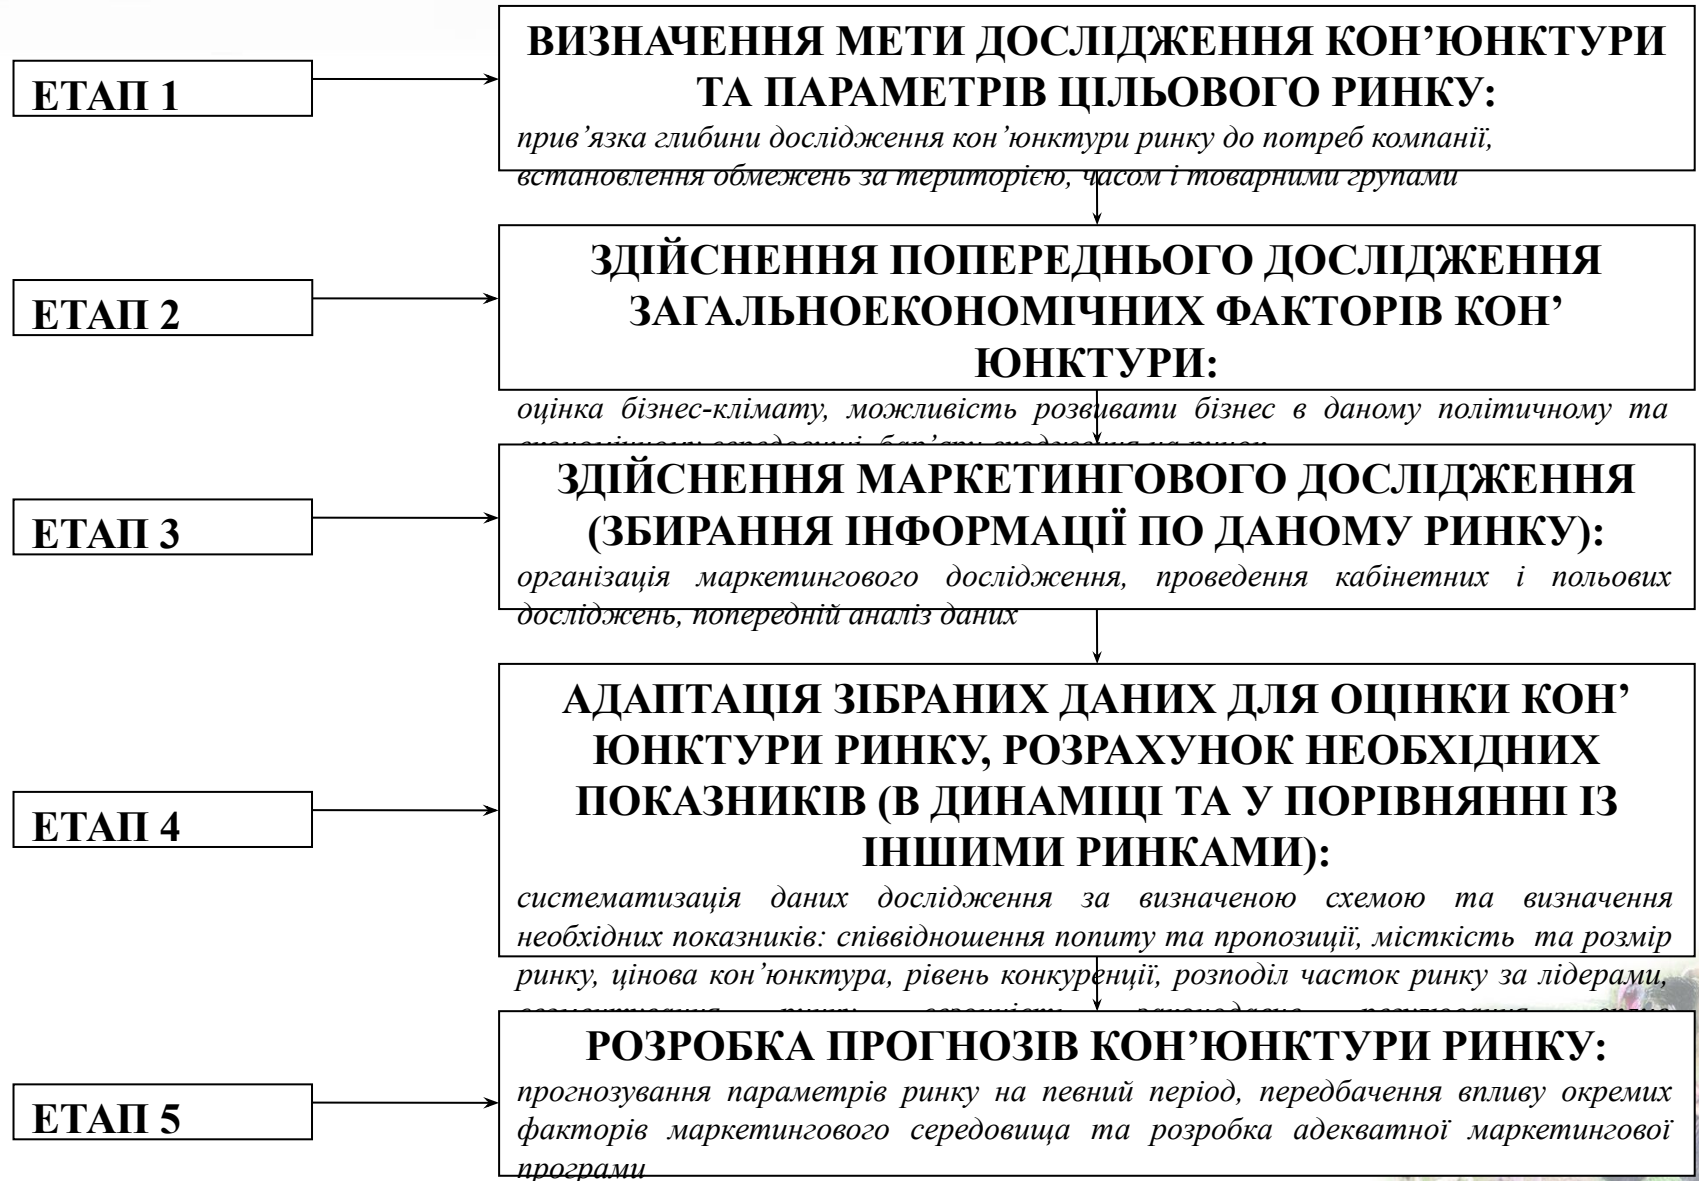 ЕТАП 1
ВИЗНАЧЕННЯ МЕТИ ДОСЛІДЖЕННЯ КОН’ЮНКТУРИ
ТА ПАРАМЕТРІВ ЦІЛЬОВОГО РИНКУ:
прив’язка глибини дослідження кон’юнктури ринку до потреб компанії,
встановлення обмежень за територією, часом і товарними групами
ЕТАП 2
ЗДІЙСНЕННЯ ПОПЕРЕДНЬОГО ДОСЛІДЖЕННЯ
ЗАГАЛЬНОЕКОНОМІЧНИХ ФАКТОРІВ КОН’
ЮНКТУРИ:
оцінка бізнес-клімату, можливість розвивати бізнес в даному політичному та
ЕТАП 3
ЗДІЙСНЕННЯ МАРКЕТИНГОВОГО ДОСЛІДЖЕННЯ
(ЗБИРАННЯ ІНФОРМАЦІЇ ПО ДАНОМУ РИНКУ):
організація маркетингового дослідження, проведення кабінетних і польових
досліджень, попередній аналіз даних
ЕТАП 4
АДАПТАЦІЯ ЗІБРАНИХ ДАНИХ ДЛЯ ОЦІНКИ КОН’
ЮНКТУРИ РИНКУ, РОЗРАХУНОК НЕОБХІДНИХ
ПОКАЗНИКІВ (В ДИНАМІЦІ ТА У ПОРІВНЯННІ ІЗ
ІНШИМИ РИНКАМИ):
систематизація даних дослідження за визначеною схемою та визначення
необхідних показників: співвідношення попиту та пропозиції, місткість та розмір
ринку, цінова кон’юнктура, рівень конкуренції, розподіл часток ринку за лідерами,
ЕТАП 5
РОЗРОБКА ПРОГНОЗІВ КОН’ЮНКТУРИ РИНКУ:
прогнозування параметрів ринку на певний період, передбачення впливу окремих
факторів маркетингового середовища та розробка адекватної маркетингової
програми